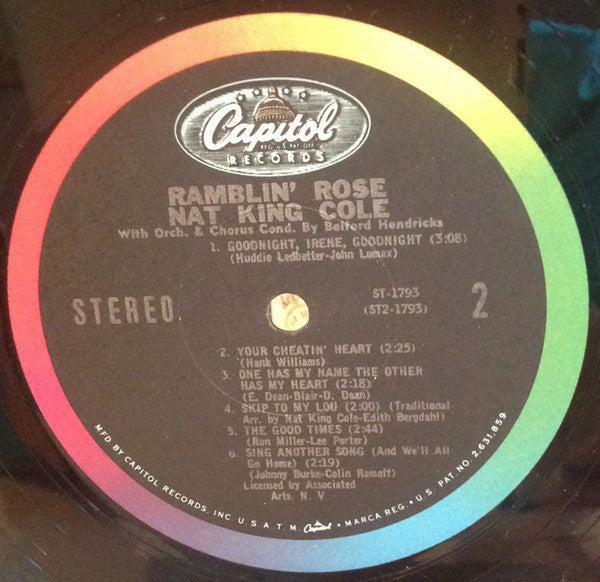 Capitol
REG. U.S. PAT. OFF.
RECORDS
RAMBLIN' ROSE
NAT KING COLE
With Orch. & Chorus Cond. By Belford Hendricks
1. GOODNIGHT, IRENE, GOODNIGHT (3:08)
(Huddie Ledbetter-John Lomax)
STEREO
ST-1793
(ST2-1793)
2
2. YOUR CHEATIN' HEART (2:25)
(Hank Williams)
3. ONE HAS MY NAME THE OTHER
HAS MY HEART (2:18)
(E. Dean-Blair-D. Dean)
4. SKIP TO MY LOU (2:00) (Traditional
Arr. by Nat King Cole-Edith Bergdahl)
5. THE GOOD TIMES (2:44)
(Ron Miller-Lee Porter)
6. SING ANOTHER SONG (And We'll All
Go Home) (2:19)
(Johnny Burke-Colin Romoff)
Licensed by Associated
Arts. N. V
MFD. BY CAPITOL RECORDS, INC. U.S.A. T.M. Capitol MARCA REG. • U.S. PAT. NO. 2,631,859